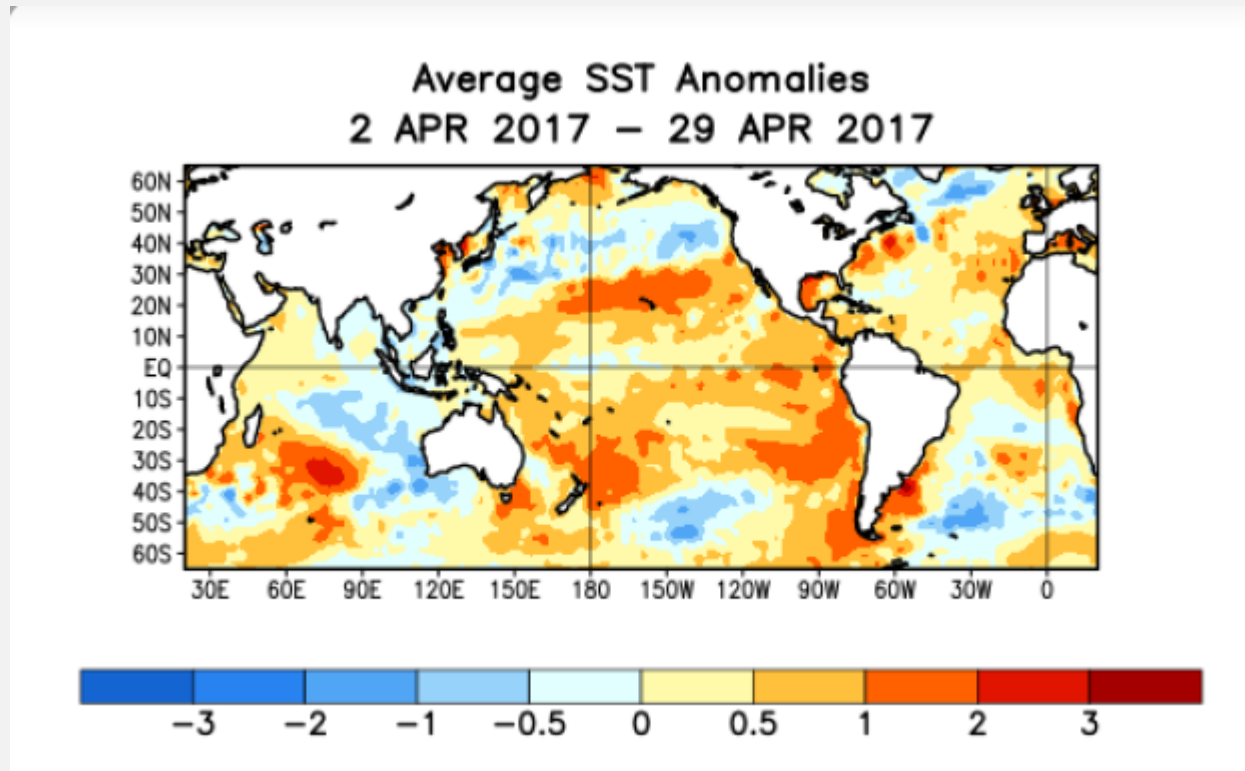 Average SST Anomalies
2 APR 2017 – 29 APR 2017
60N
50N
40N
30N
20N
10N
EQ
10S
20S
30S
40S
50S
60S
30E 60E 90E 120E 150E 180 150W 120W 90W 60W 30W 0
−3 −2 −1 −0.5 0 0.5 1 2 3